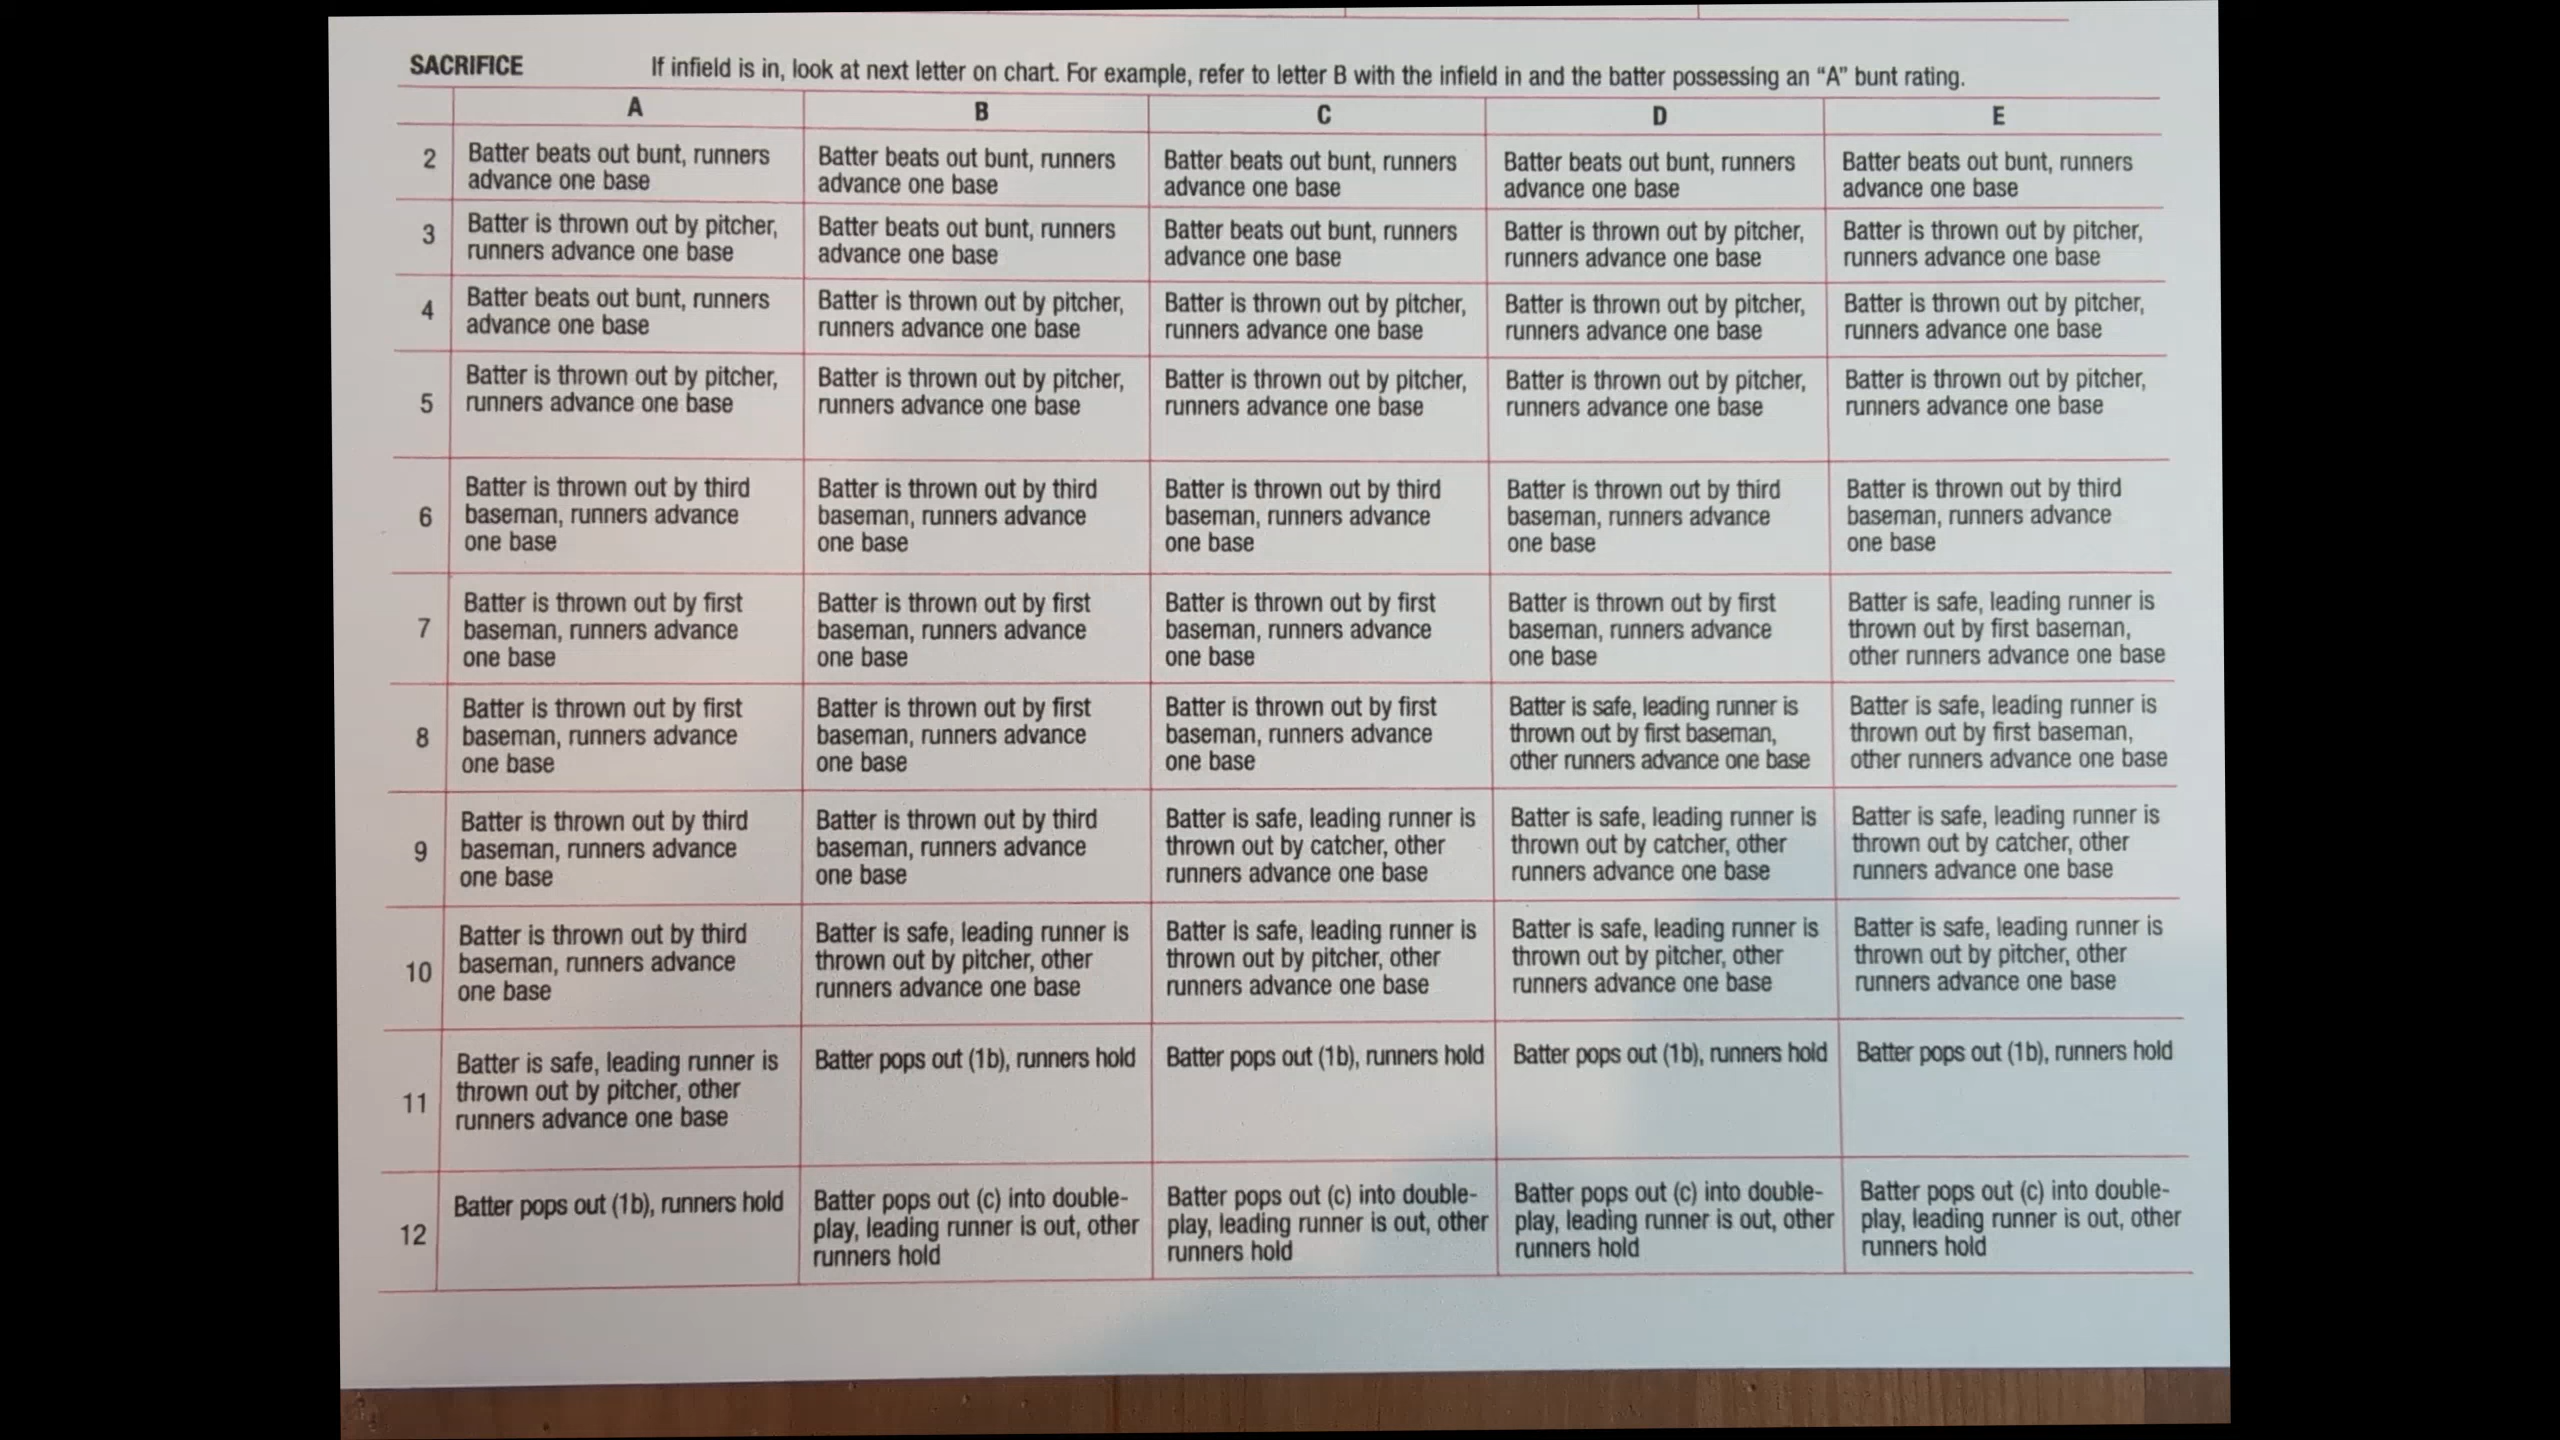 SACRIFICE If infield is in, look at next letter on chart. For example, refer to letter B with the infield in and the batter possessing an “A” bunt rating.
A B C D E
2
Batter beats out bunt, runners
advance one base
Batter beats out bunt, runners
advance one base
Batter beats out bunt, runners
advance one base
Batter beats out bunt, runners
advance one base
Batter beats out bunt, runners
advance one base
3
Batter is thrown out by pitcher,
runners advance one base
Batter beats out bunt, runners
advance one base
Batter beats out bunt, runners
advance one base
Batter is thrown out by pitcher,
runners advance one base
Batter is thrown out by pitcher,
runners advance one base
4
Batter beats out bunt, runners
advance one base
Batter is thrown out by pitcher,
runners advance one base
Batter is thrown out by pitcher,
runners advance one base
Batter is thrown out by pitcher,
runners advance one base
Batter is thrown out by pitcher,
runners advance one base
5
Batter is thrown out by pitcher,
runners advance one base
Batter is thrown out by pitcher,
runners advance one base
Batter is thrown out by pitcher,
runners advance one base
Batter is thrown out by pitcher,
runners advance one base
Batter is thrown out by pitcher,
runners advance one base
6
Batter is thrown out by third
baseman, runners advance
one base
Batter is thrown out by third
baseman, runners advance
one base
Batter is thrown out by third
baseman, runners advance
one base
Batter is thrown out by third
baseman, runners advance
one base
Batter is thrown out by third
baseman, runners advance
one base
7
Batter is thrown out by first
baseman, runners advance
one base
Batter is thrown out by first
baseman, runners advance
one base
Batter is thrown out by first
baseman, runners advance
one base
Batter is thrown out by first
baseman, runners advance
one base
Batter is safe, leading runner is
thrown out by first baseman,
other runners advance one base
8
Batter is thrown out by first
baseman, runners advance
one base
Batter is thrown out by first
baseman, runners advance
one base
Batter is thrown out by first
baseman, runners advance
one base
Batter is safe, leading runner is
thrown out by first baseman,
other runners advance one base
Batter is safe, leading runner is
thrown out by first baseman,
other runners advance one base
9
Batter is thrown out by third
baseman, runners advance
one base
Batter is thrown out by third
baseman, runners advance
one base
Batter is safe, leading runner is
thrown out by catcher, other
runners advance one base
Batter is safe, leading runner is
thrown out by catcher, other
runners advance one base
Batter is safe, leading runner is
thrown out by catcher, other
runners advance one base
10
Batter is thrown out by third
baseman, runners advance
one base
Batter is safe, leading runner is
thrown out by pitcher, other
runners advance one base
Batter is safe, leading runner is
thrown out by pitcher, other
runners advance one base
Batter is safe, leading runner is
thrown out by pitcher, other
runners advance one base
Batter is safe, leading runner is
thrown out by pitcher, other
runners advance one base
11
Batter is safe, leading runner is
thrown out by pitcher, other
runners advance one base
Batter pops out (1b), runners hold
Batter pops out (1b), runners hold
Batter pops out (1b), runners hold
Batter pops out (1b), runners hold
12
Batter pops out (1b), runners hold
Batter pops out (c) into double-
play, leading runner is out, other
runners hold
Batter pops out (c) into double-
play, leading runner is out, other
runners hold
Batter pops out (c) into double-
play, leading runner is out, other
runners hold
Batter pops out (c) into double-
play, leading runner is out, other
runners hold